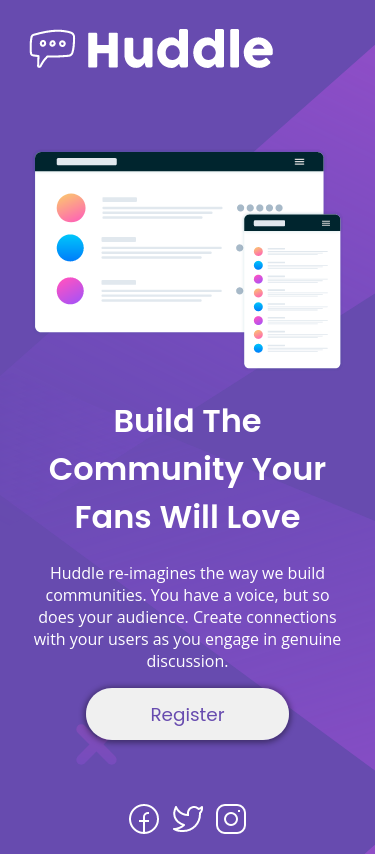 Huddle
Build The
Community Your
Fans Will Love
Huddle re-imagines the way we build
communities. You have a voice, but so
does your audience. Create connections
with your users as you engage in genuine
discussion.
Register